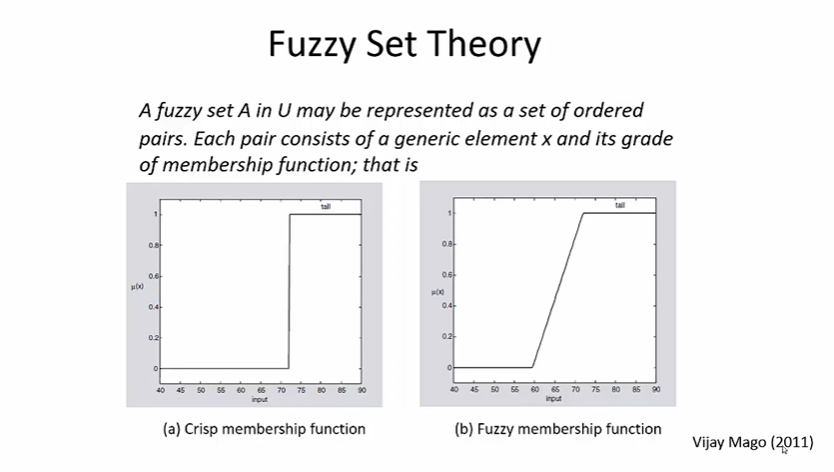 Fuzzy Set Theory
A fuzzy set A in U may be represented as a set of ordered
pairs. Each pair consists of a generic element x and its grade
of membership function; that is
tall
1
0.8
0.6
μ(x)
0.4
0.2
0
40 45 50 55 60 65 70 75 80 85 90
input
(a) Crisp membership function
tall
1
0.8
0.6
μ(x)
0.4
0.2
0
40 45 50 55 60 65 70 75 80 85 90
input
(b) Fuzzy membership function
Vijay Mago (2011)